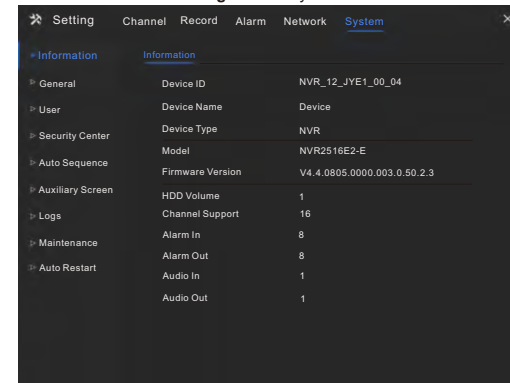 Setting Channel Record Alarm Network System ×
Information Information
General Device ID NVR_12_JYE1_00_04
User Device Name Device
Security Center Device Type NVR
Model NVR2516E2-E
Auto Sequence Firmware Version V4.4.0805.0000.003.0.50.2.3
Auxiliary Screen HDD Volume 1
Logs Channel Support 16
Maintenance Alarm In 8
Alarm Out 8
Auto Restart Audio In 1
Audio Out 1